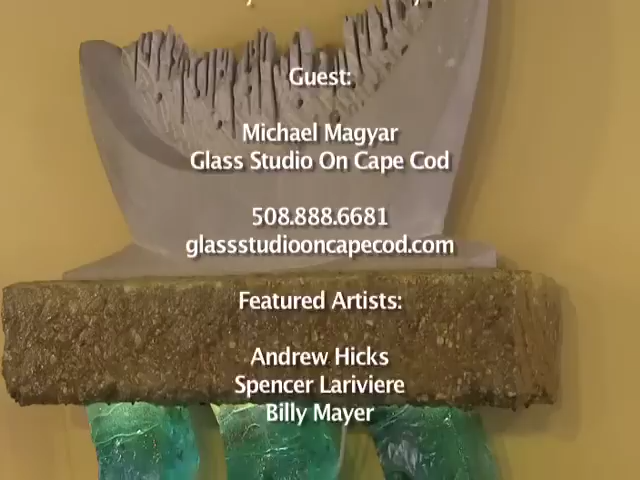 Guest:
Michael Magyar
Glass Studio On Cape Cod
508.888.6681
glassstudiooncapecod.com
Featured Artists:
Andrew Hicks
Spencer Lariviere
Billy Mayer